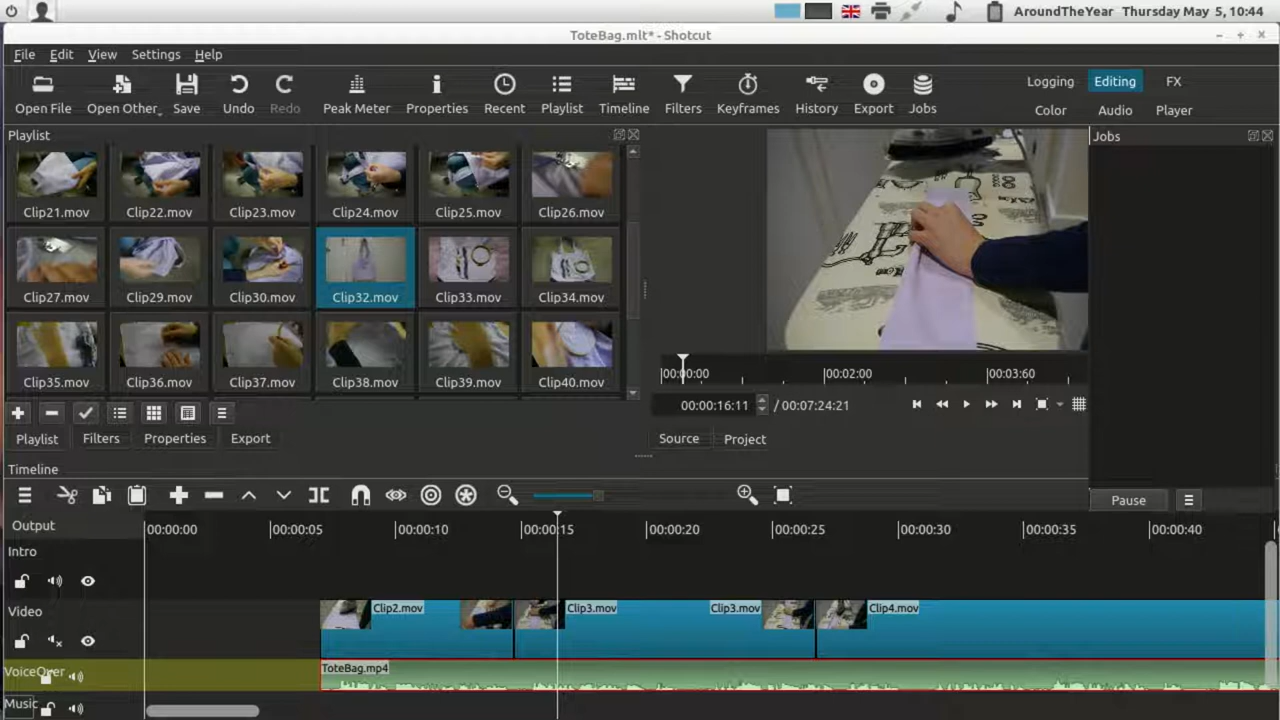 AroundTheYear Thursday May 5, 10:44
ToteBag.mlt* - Shotcut
File Edit View Settings Help
Open File Open Other Save Undo Redo Peak Meter Properties Recent Playlist Timeline Filters Keyframes History Export Jobs
Logging Editing FX
Color Audio Player
Playlist
Jobs
Clip21.mov Clip22.mov Clip23.mov Clip24.mov Clip25.mov Clip26.mov
Clip27.mov Clip29.mov Clip30.mov Clip32.mov Clip33.mov Clip34.mov
Clip35.mov Clip36.mov Clip37.mov Clip38.mov Clip39.mov Clip40.mov
00:00:00 00:02:00 00:03:60
00:00:16:11 / 00:07:24:21
Playlist Filters Properties Export
Source Project
Timeline
Pause
Output
00:00:00 00:00:05 00:00:10 00:00:15 00:00:20 00:00:25 00:00:30 00:00:35 00:00:40
Intro
Video
Clip2.mov Clip3.mov Clip3.mov Clip4.mov
VoiceOver
ToteBag.mp4
Music